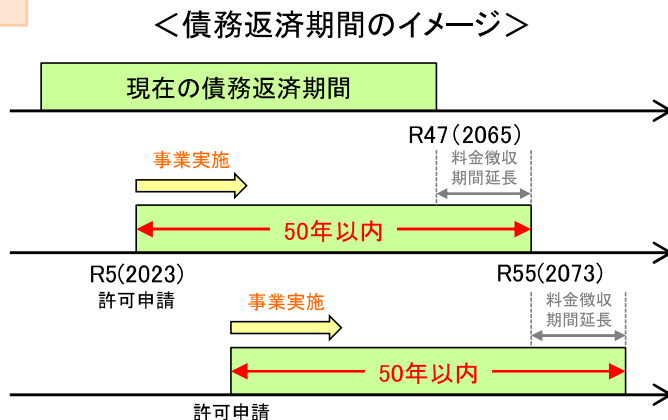 ＜債務返済期間のイメージ＞
現在の債務返済期間
R47(2065)
事業実施
料金徴収
期間延長
50年以内
R5(2023)
許可申請
R55(2073)
事業実施
料金徴収
期間延長
50年以内
許可申請